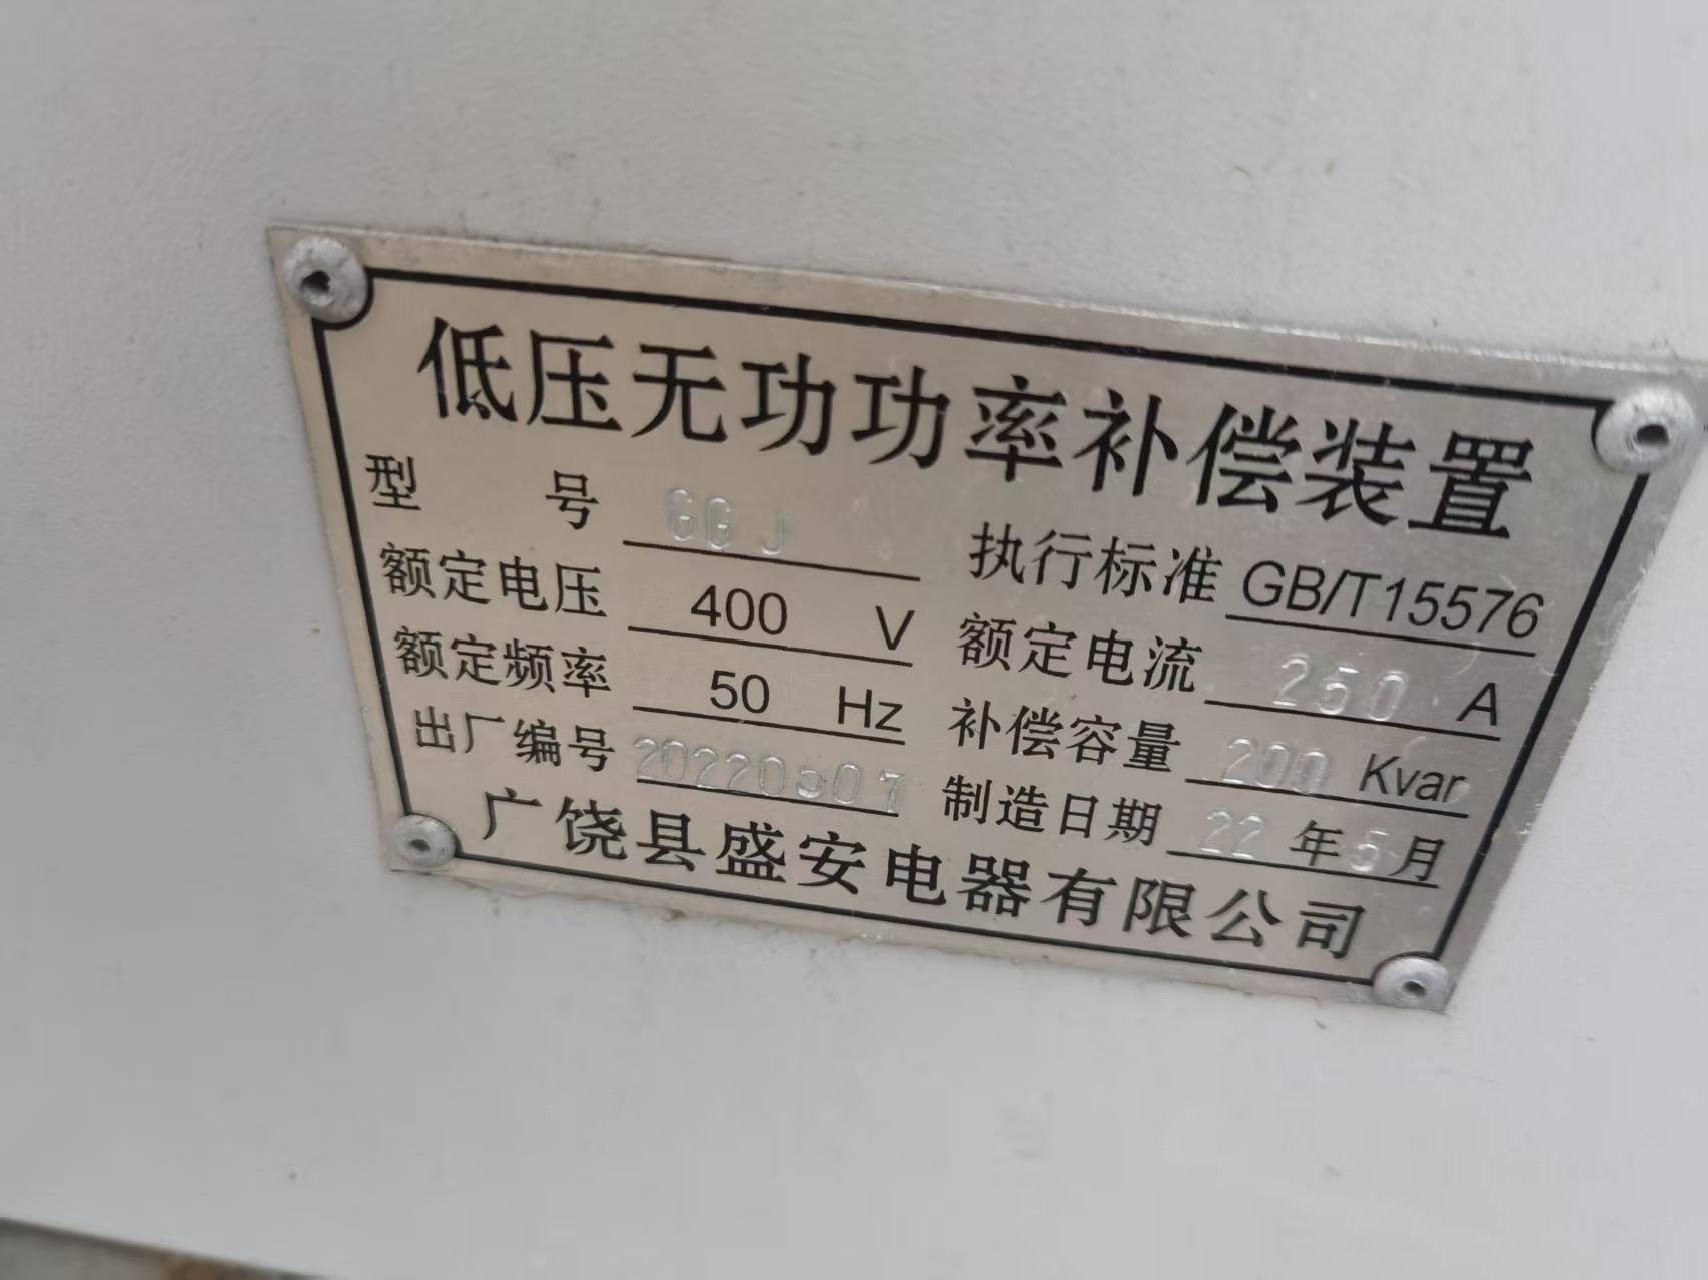 低压无功功率补偿装置
型 号 GGJ 执行标准 GB/T15576
额定电压 400 V 额定电流 250 A
额定频率 50 Hz 补偿容量 200 Kvar
出厂编号 制造日期 22 年 5 月
广饶县盛安电器有限公司